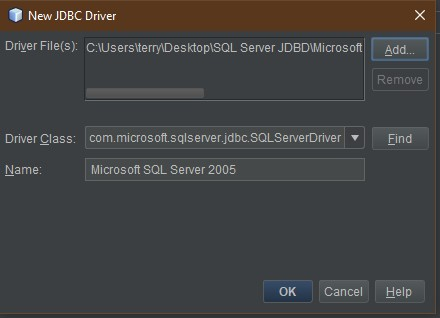 New JDBC Driver
Driver File(s):
C:\Users\terry\Desktop\SQL Server JDBD\Microsoft
Add...
Remove
Driver Class:
com.microsoft.sqlserver.jdbc.SQLServerDriver
Find
Name:
Microsoft SQL Server 2005
OK
Cancel
Help